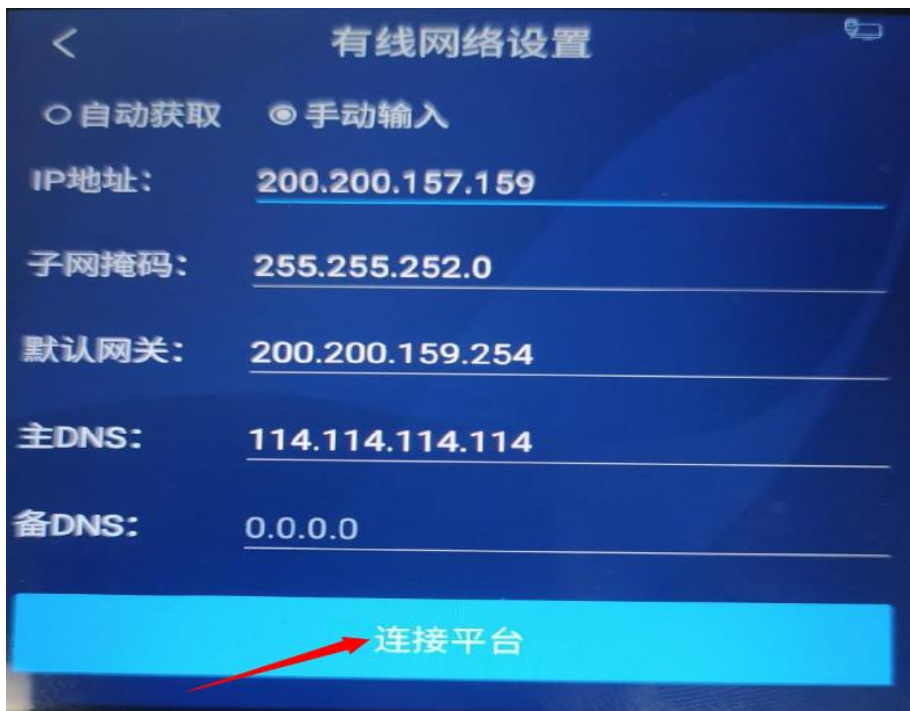 有线网络设置
自动获取 手动输入
IP地址: 200.200.157.159
子网掩码: 255.255.252.0
默认网关: 200.200.159.254
主DNS: 114.114.114.114
备DNS: 0.0.0.0
连接平台